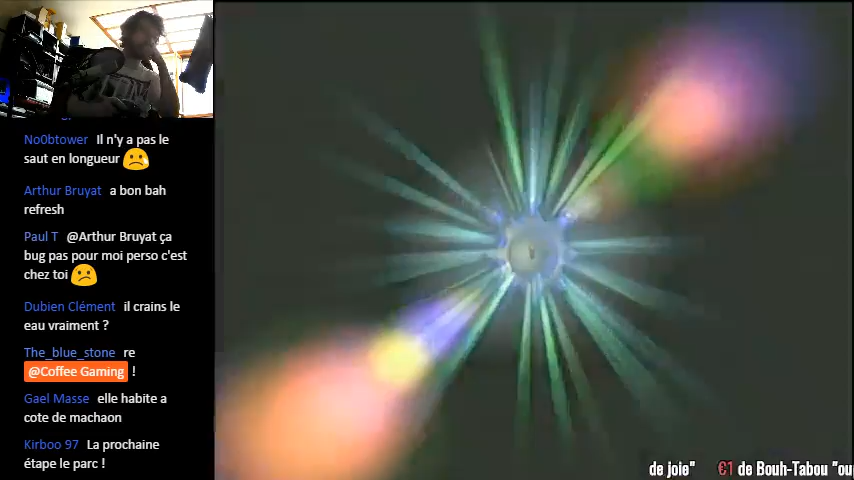 No0btower Il n'y a pas le
saut en longueur
Arthur Bruyat a bon bah
refresh
Paul T @Arthur Bruyat ça
bug pas pour moi perso c'est
chez toi
Dubien Clément il crains le
eau vraiment ?
The_blue_stone re
@Coffee Gaming !
Gael Masse elle habite a
cote de machaon
Kirboo 97 La prochaine
étape le parc !
de joie" €1 de Bouh-Tabou "ou